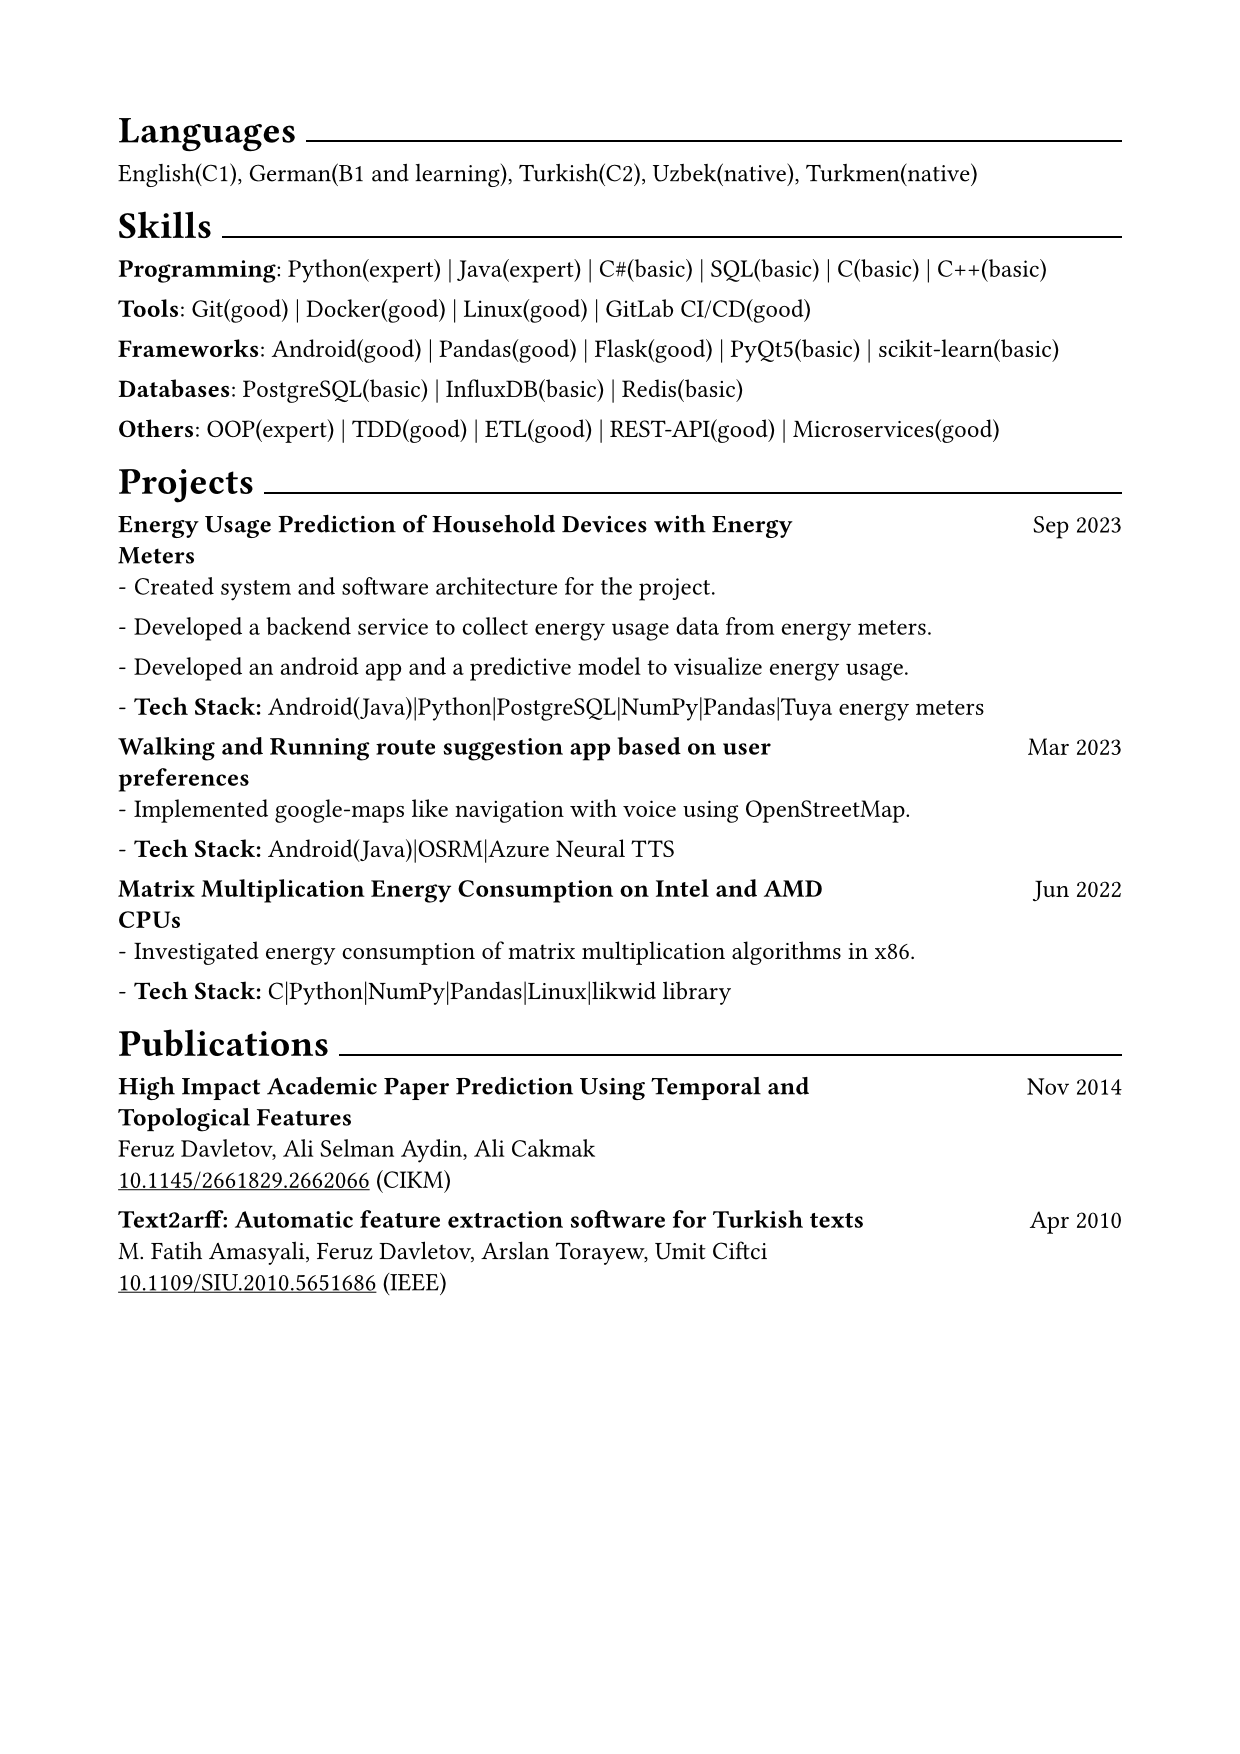 Languages
English(C1), German(B1 and learning), Turkish(C2), Uzbek(native), Turkmen(native)
Skills
Programming: Python(expert) | Java(expert) | C#(basic) | SQL(basic) | C(basic) | C++(basic)
Tools: Git(good) | Docker(good) | Linux(good) | GitLab CI/CD(good)
Frameworks: Android(good) | Pandas(good) | Flask(good) | PyQt5(basic) | scikit-learn(basic)
Databases: PostgreSQL(basic) | InfluxDB(basic) | Redis(basic)
Others: OOP(expert) | TDD(good) | ETL(good) | REST-API(good) | Microservices(good)
Projects
Energy Usage Prediction of Household Devices with Energy Sep 2023
Meters
- Created system and software architecture for the project.
- Developed a backend service to collect energy usage data from energy meters.
- Developed an android app and a predictive model to visualize energy usage.
- Tech Stack: Android(Java)|Python|PostgreSQL|NumPy|Pandas|Tuya energy meters
Walking and Running route suggestion app based on user Mar 2023
preferences
- Implemented google-maps like navigation with voice using OpenStreetMap.
- Tech Stack: Android(Java)|OSRM|Azure Neural TTS
Matrix Multiplication Energy Consumption on Intel and AMD Jun 2022
CPUs
- Investigated energy consumption of matrix multiplication algorithms in x86.
- Tech Stack: C|Python|NumPy|Pandas|Linux|likwid library
Publications
High Impact Academic Paper Prediction Using Temporal and Nov 2014
Topological Features
Feruz Davletov, Ali Selman Aydin, Ali Cakmak
10.1145/2661829.2662066 (CIKM)
Text2arff: Automatic feature extraction software for Turkish texts Apr 2010
M. Fatih Amasyali, Feruz Davletov, Arslan Torayew, Umit Ciftci
10.1109/SIU.2010.5651686 (IEEE)